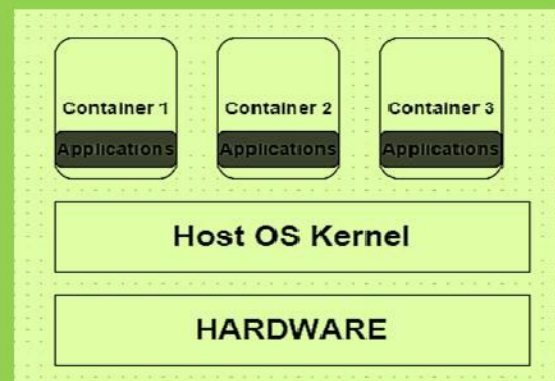 Container 1 Container 2 Container 3
Applications Applications Applications
Host OS Kernel
HARDWARE